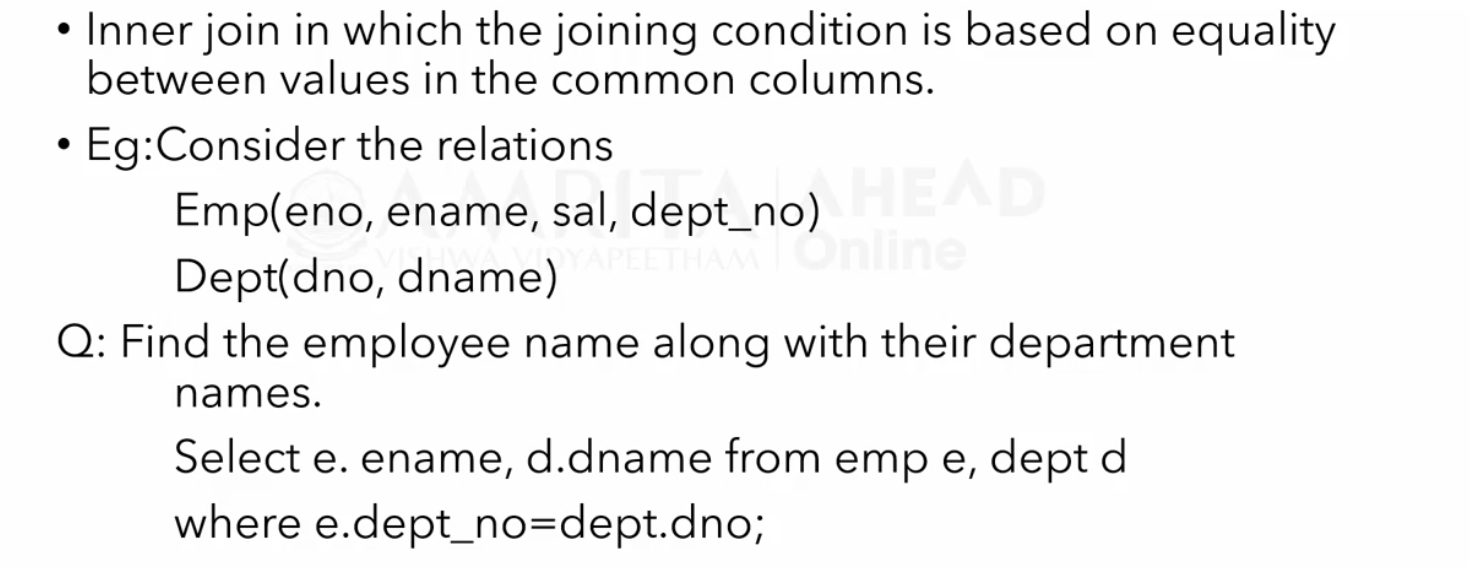 • Inner join in which the joining condition is based on equality
between values in the common columns.
• Eg:Consider the relations
Emp(eno, ename, sal, dept_no)
Dept(dno, dname)
Q: Find the employee name along with their department
names.
Select e. ename, d.dname from emp e, dept d
where e.dept_no=dept.dno;
AMRITA AHEAD
VISHWA VIDYAPEETHAM Online